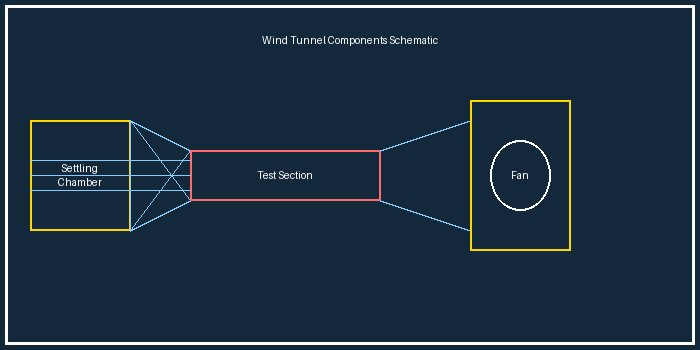 Wind Tunnel Components Schematic
Settling
Chamber
Test Section
Fan